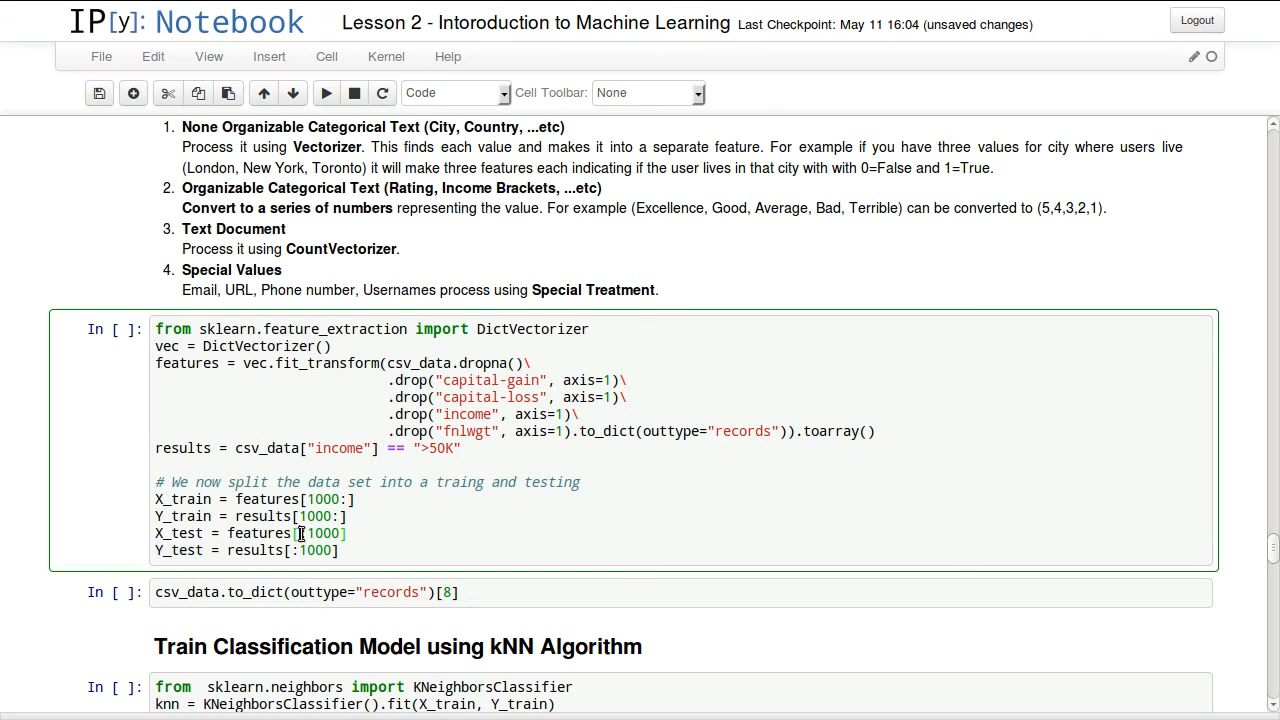 IP[y]: Notebook Lesson 2 - Intoroduction to Machine Learning Last Checkpoint: May 11 16:04 (unsaved changes) Logout
File Edit View Insert Cell Kernel Help
Code Cell Toolbar: None
1. None Organizable Categorical Text (City, Country, ...etc)
Process it using Vectorizer. This finds each value and makes it into a separate feature. For example if you have three values for city where users live
(London, New York, Toronto) it will make three features each indicating if the user lives in that city with with 0=False and 1=True.
2. Organizable Categorical Text (Rating, Income Brackets, ...etc)
Convert to a series of numbers representing the value. For example (Excellence, Good, Average, Bad, Terrible) can be converted to (5,4,3,2,1).
3. Text Document
Process it using CountVectorizer.
4. Special Values
Email, URL, Phone number, Usernames process using Special Treatment.
In [ ]: from sklearn.feature_extraction import DictVectorizer
vec = DictVectorizer()
features = vec.fit_transform(csv_data.dropna()\
.drop("capital-gain", axis=1)\
.drop("capital-loss", axis=1)\
.drop("income", axis=1)\
.drop("fnlwgt", axis=1).to_dict(outtype="records")).toarray()
results = csv_data["income"] == ">50K"
# We now split the data set into a traing and testing
X_train = features[1000:]
Y_train = results[1000:]
X_test = features[:1000]
Y_test = results[:1000]
In [ ]: csv_data.to_dict(outtype="records")[8]
Train Classification Model using kNN Algorithm
In [ ]: from sklearn.neighbors import KNeighborsClassifier
knn = KNeighborsClassifier().fit(X_train, Y_train)